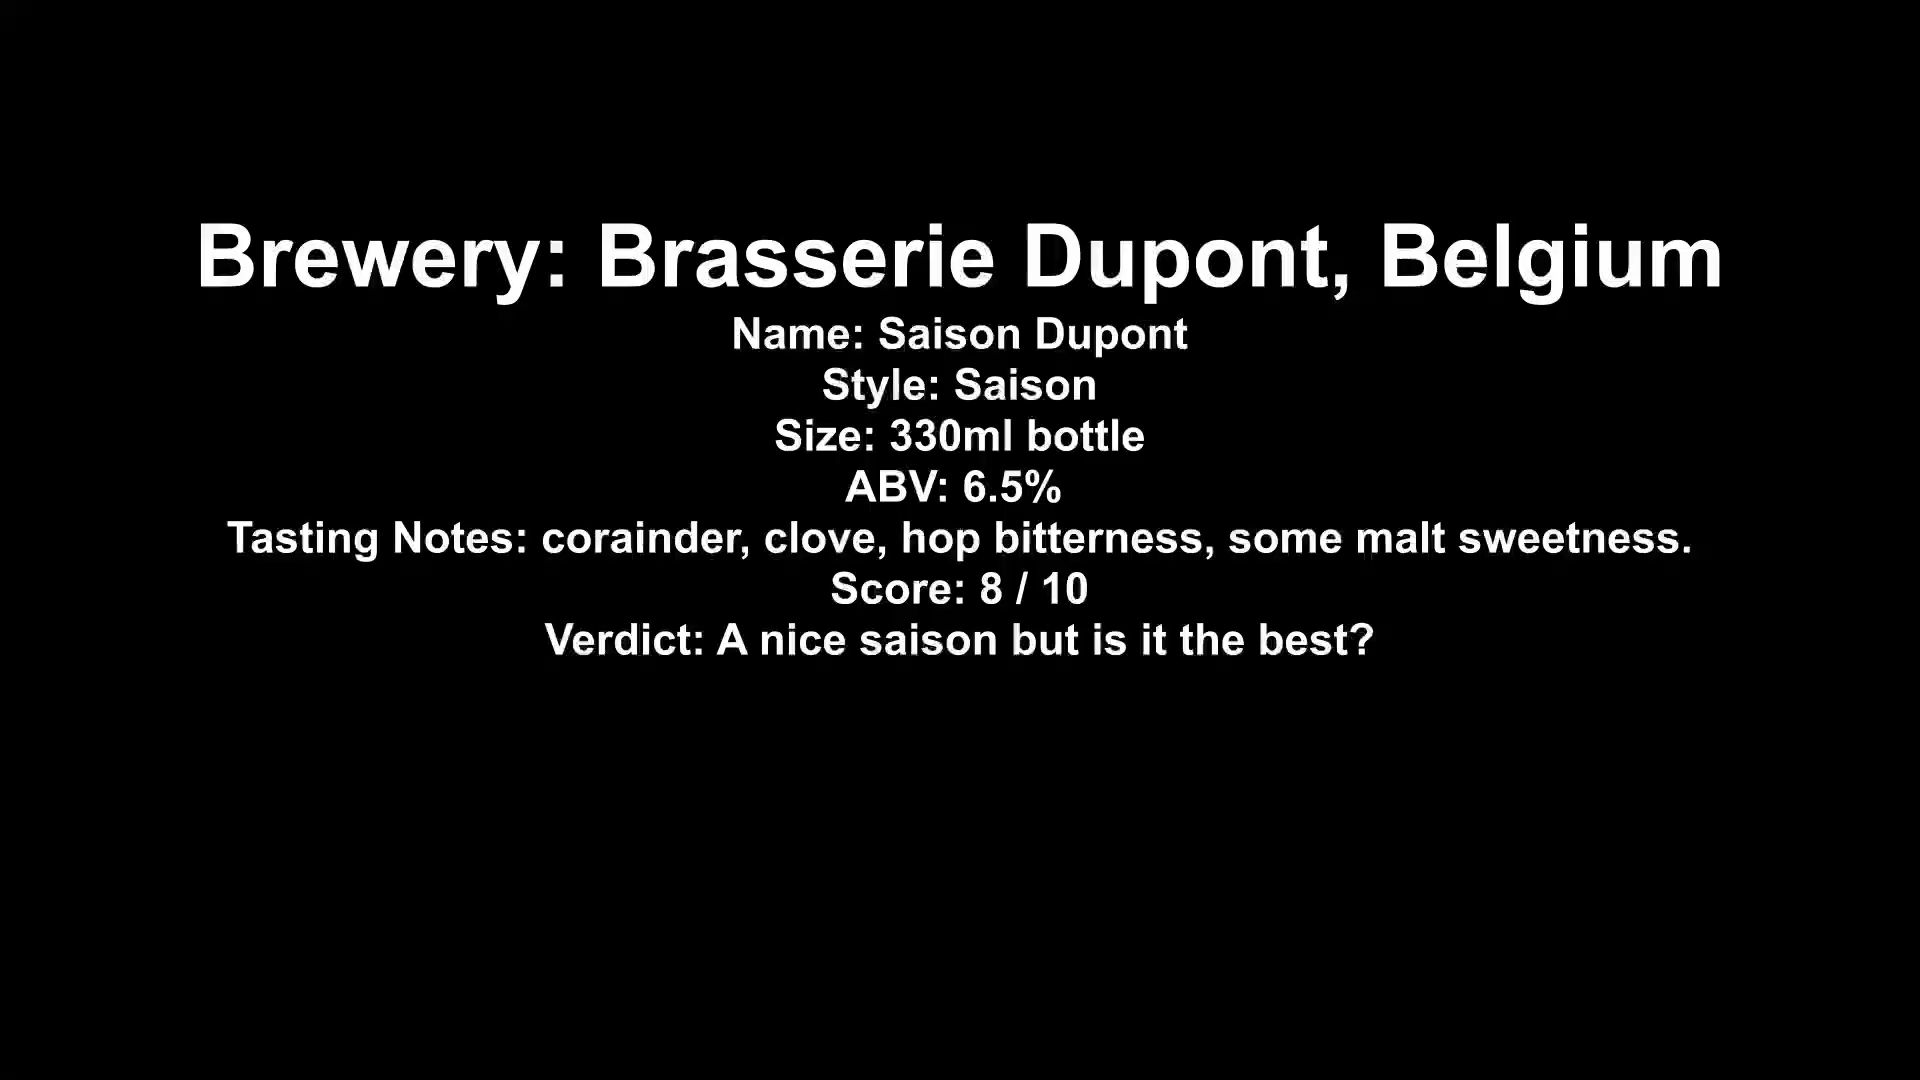 Brewery: Brasserie Dupont, Belgium
Name: Saison Dupont
Style: Saison
Size: 330ml bottle
ABV: 6.5%
Tasting Notes: corainder, clove, hop bitterness, some malt sweetness.
Score: 8 / 10
Verdict: A nice saison but is it the best?